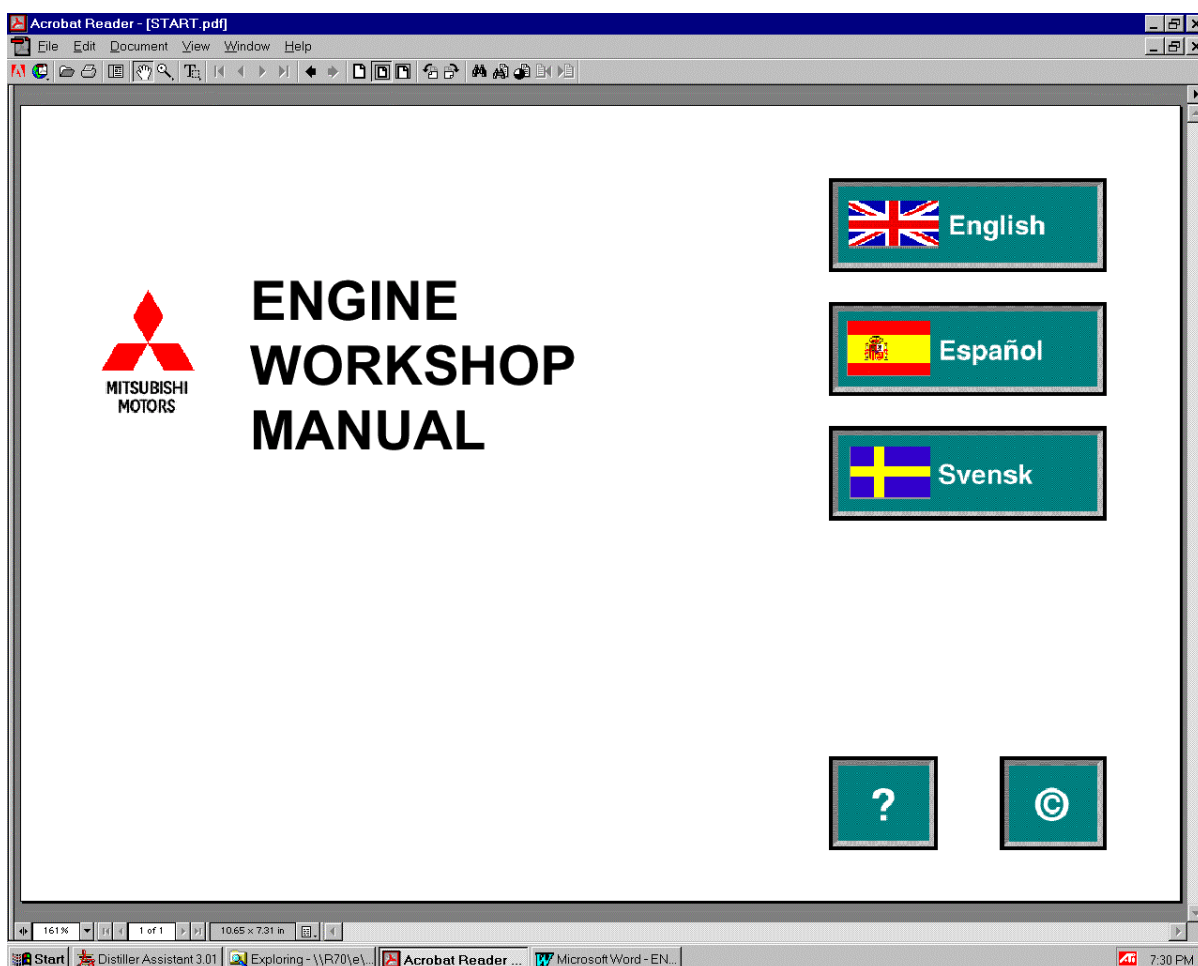 Acrobat Reader - [START.pdf]
File Edit Document View Window Help
English
Español
Svensk
ENGINE
WORKSHOP
MANUAL
MITSUBISHI
MOTORS
?
©
161% 1 of 1 10.65 x 7.31 in
Start Distiller Assistant 3.01 Exploring - \\R70\e\... Acrobat Reader ... Microsoft Word - EN... ATI 7:30 PM